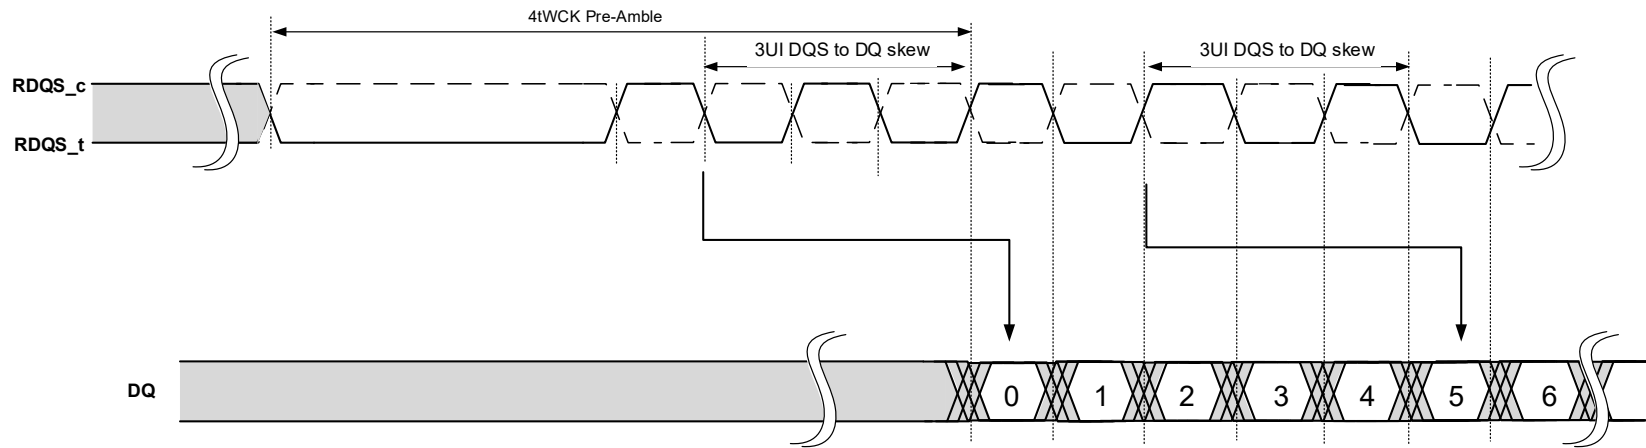 4tWCK Pre-Amble
3UI DQS to DQ skew
3UI DQS to DQ skew
RDQS_c
RDQS_t
DQ
0 1 2 3 4 5 6